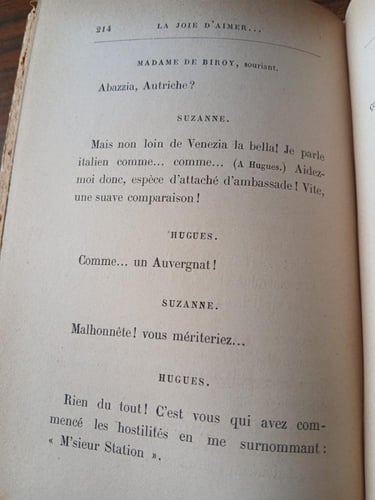 214 LA JOIE D'AIMER...
MADAME DE BIROY, souriant.
Abazzia, Autriche?
SUZANNE.
Mais non loin de Venezia la bella! Je parle
italien comme... comme... (A Hugues.) Aidez-
moi donc, espèce d'attaché d'ambassade! Vite,
une suave comparaison!
HUGUES.
Comme... un Auvergnat!
SUZANNE.
Malhonnête! vous mériteriez...
HUGUES.
Rien du tout! C'est vous qui avez com-
mencé les hostilités en me surnommant:
« M'sieur Station ».